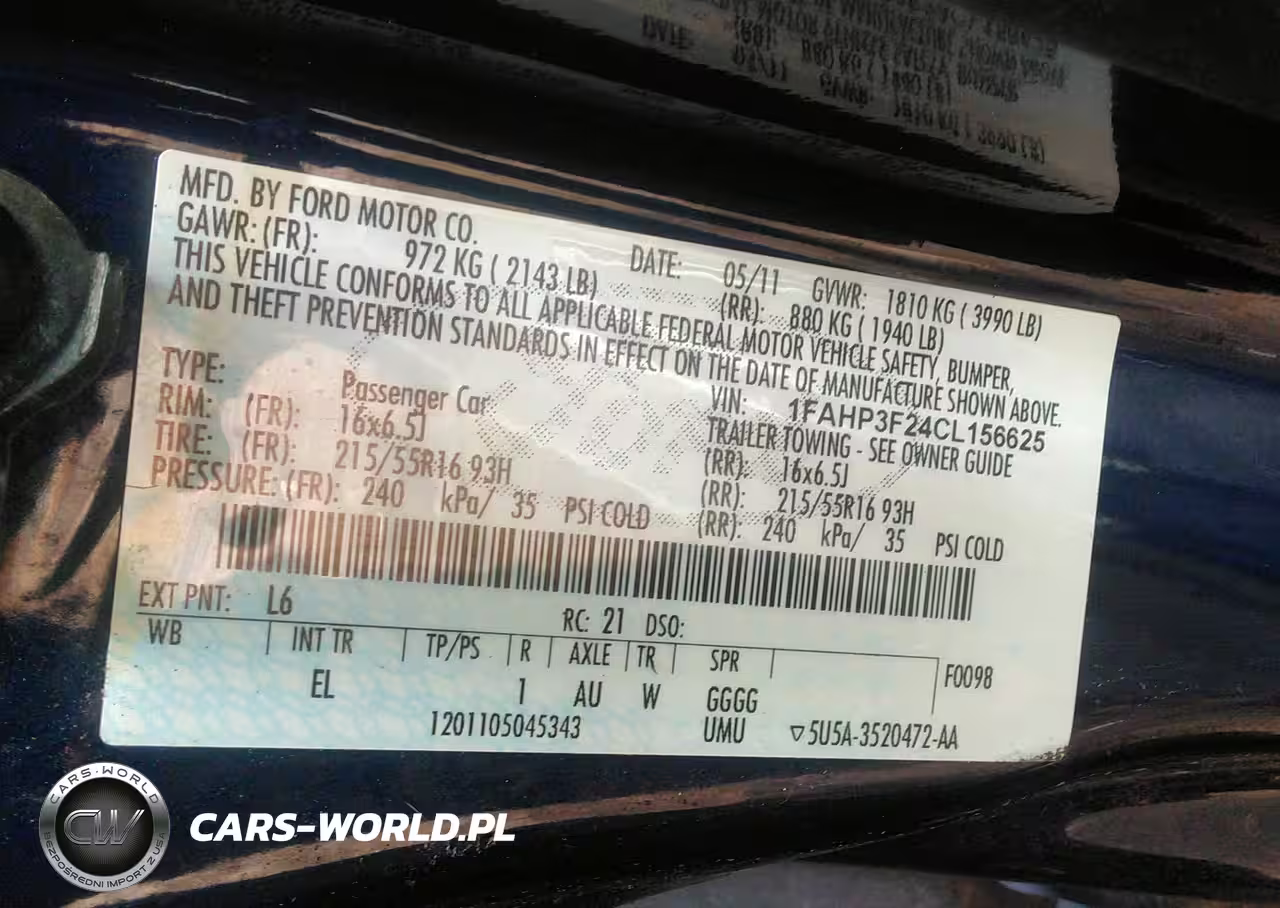 MFD. BY FORD MOTOR CO. DATE: 05/11 GVWR: 1810 KG ( 3990 LB)
GAWR: (FR): 972 KG ( 2143 LB) (RR): 880 KG ( 1940 LB)
THIS VEHICLE CONFORMS TO ALL APPLICABLE FEDERAL MOTOR VEHICLE SAFETY, BUMPER,
AND THEFT PREVENTION STANDARDS IN EFFECT ON THE DATE OF MANUFACTURE SHOWN ABOVE.
VIN: 1FAHP3F24CL156625
TYPE: Passenger Car TRAILER TOWING - SEE OWNER GUIDE
RIM: (FR): 16x6.5J (RR): 16x6.5J
TIRE: (FR): 215/55R16 93H (RR): 215/55R16 93H
PRESSURE: (FR): 240 kPa/ 35 PSI COLD (RR): 240 kPa/ 35 PSI COLD
EXT PNT: L6 RC: 21 DSO:
WB INT TR TP/PS R AXLE TR SPR F0098
EL 1 AU W GGGG
1201105045343 UMU ▽5U5A-3520472-AA
CARS-WORLD
CW
BEZPOŚREDNI IMPORT Z USA
CARS-WORLD.PL